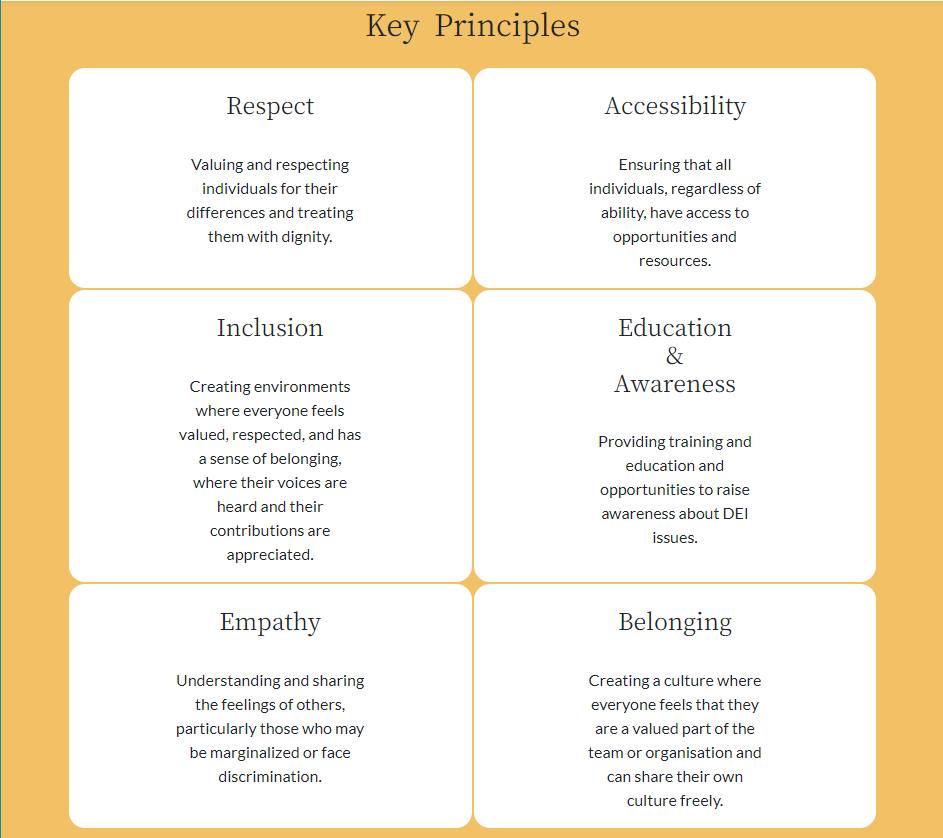 Key Principles
Respect
Valuing and respecting
individuals for their
differences and treating
them with dignity.
Accessibility
Ensuring that all
individuals, regardless of
ability, have access to
opportunities and
resources.
Inclusion
Creating environments
where everyone feels
valued, respected, and has
a sense of belonging,
where their voices are
heard and their
contributions are
appreciated.
Education
&
Awareness
Providing training and
education and
opportunities to raise
awareness about DEI
issues.
Empathy
Understanding and sharing
the feelings of others,
particularly those who may
be marginalized or face
discrimination.
Belonging
Creating a culture where
everyone feels that they
are a valued part of the
team or organisation and
can share their own
culture freely.